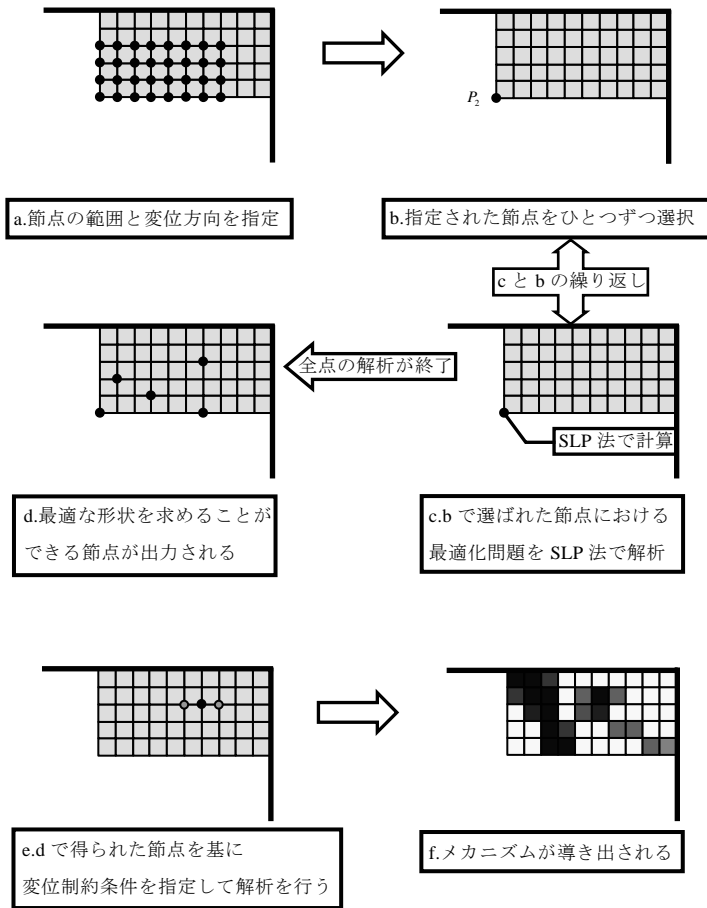 P₂
a.節点の範囲と変位方向を指定
b.指定された節点をひとつずつ選択
c と b の繰り返し
全点の解析が終了
SLP 法で計算
d.最適な形状を求めることが
できる節点が出力される
c.b で選ばれた節点における
最適化問題を SLP 法で解析
e.d で得られた節点を基に
変位制約条件を指定して解析を行う
f.メカニズムが導き出される